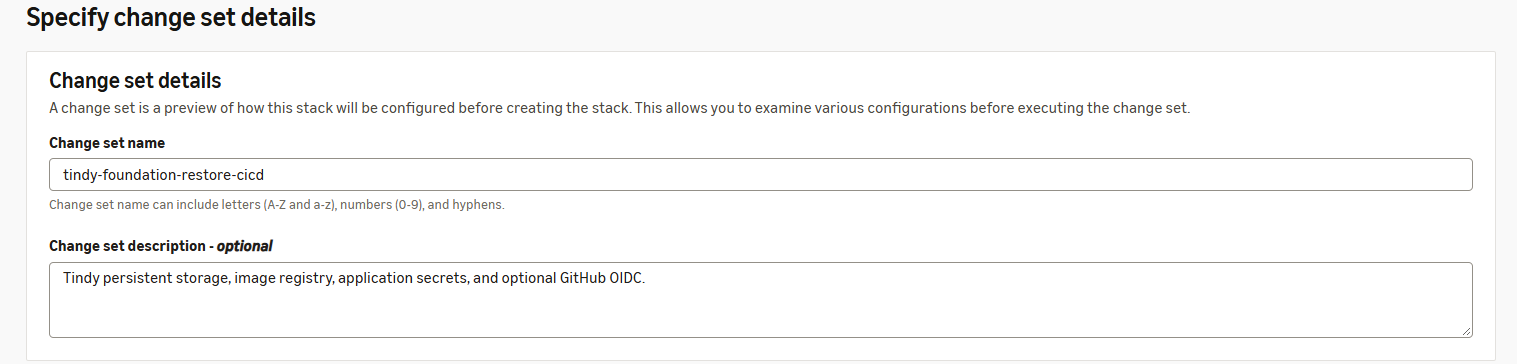 Specify change set details
Change set details
A change set is a preview of how this stack will be configured before creating the stack. This allows you to examine various configurations before executing the change set.
Change set name
tindy-foundation-restore-cicd
Change set name can include letters (A-Z and a-z), numbers (0-9), and hyphens.
Change set description - optional
Tindy persistent storage, image registry, application secrets, and optional GitHub OIDC.